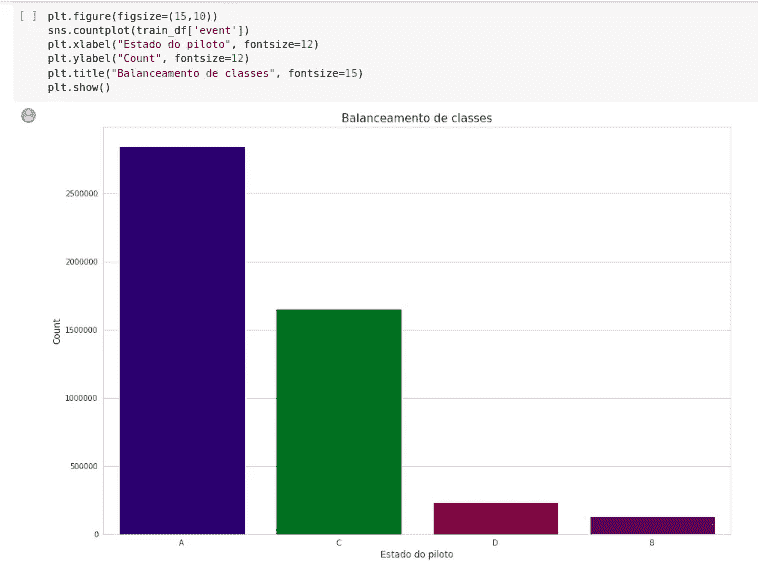 [ ] plt.figure(figsize=(15,10))
sns.countplot(train_df['event'])
plt.xlabel("Estado do piloto", fontsize=12)
plt.ylabel("Count", fontsize=12)
plt.title("Balanceamento de classes", fontsize=15)
plt.show()
Balanceamento de classes
2500000
2000000
1500000
1000000
500000
0
Count
A C D B
Estado do piloto